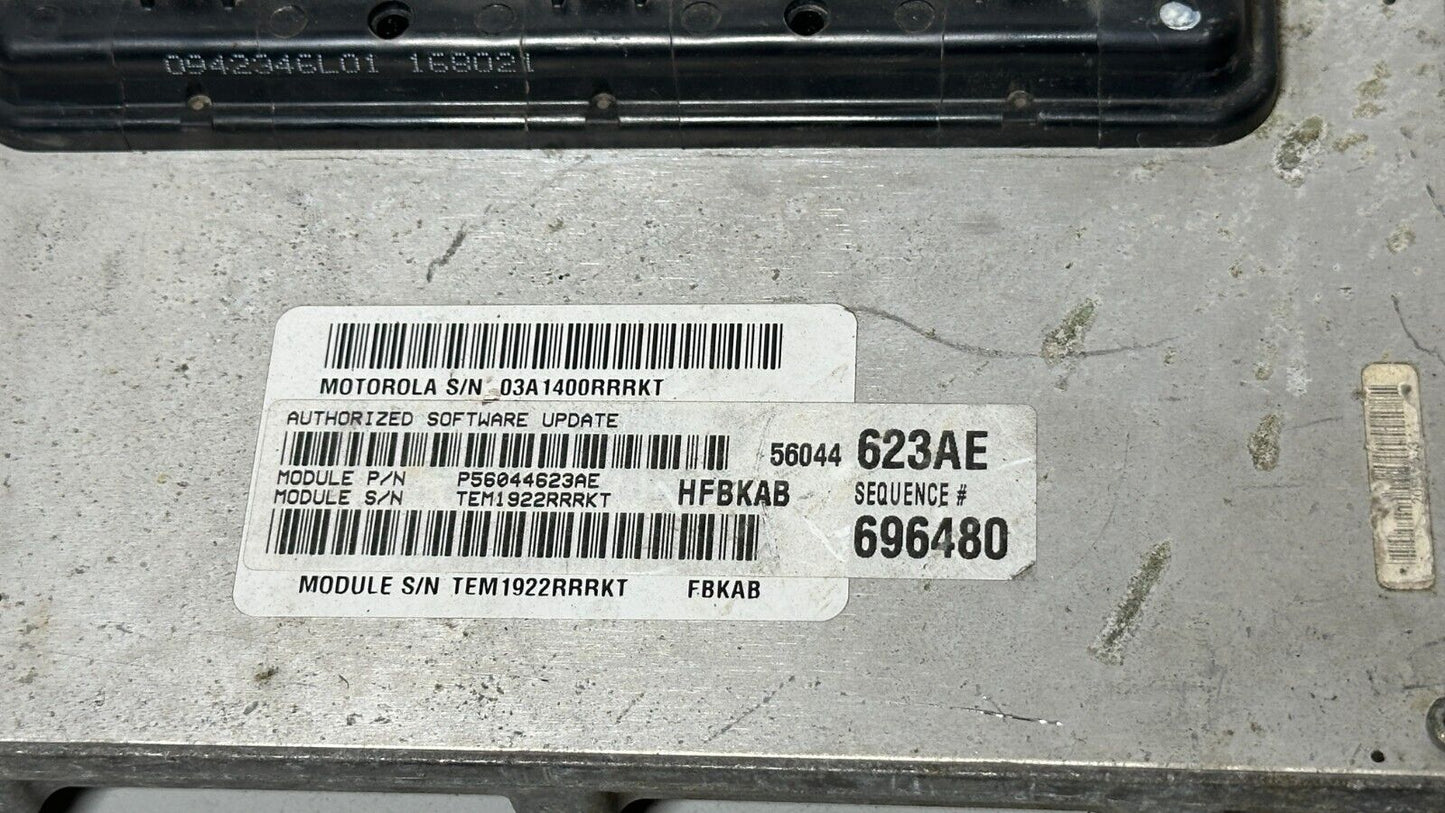 0942346L01 168021
MOTOROLA S/N 03A1400RRRKT
AUTHORIZED SOFTWARE UPDATE
56044 623AE
MODULE P/N P56044623AE
MODULE S/N TEM1922RRRKT HFBKAB SEQUENCE #
696480
MODULE S/N TEM1922RRRKT FBKAB